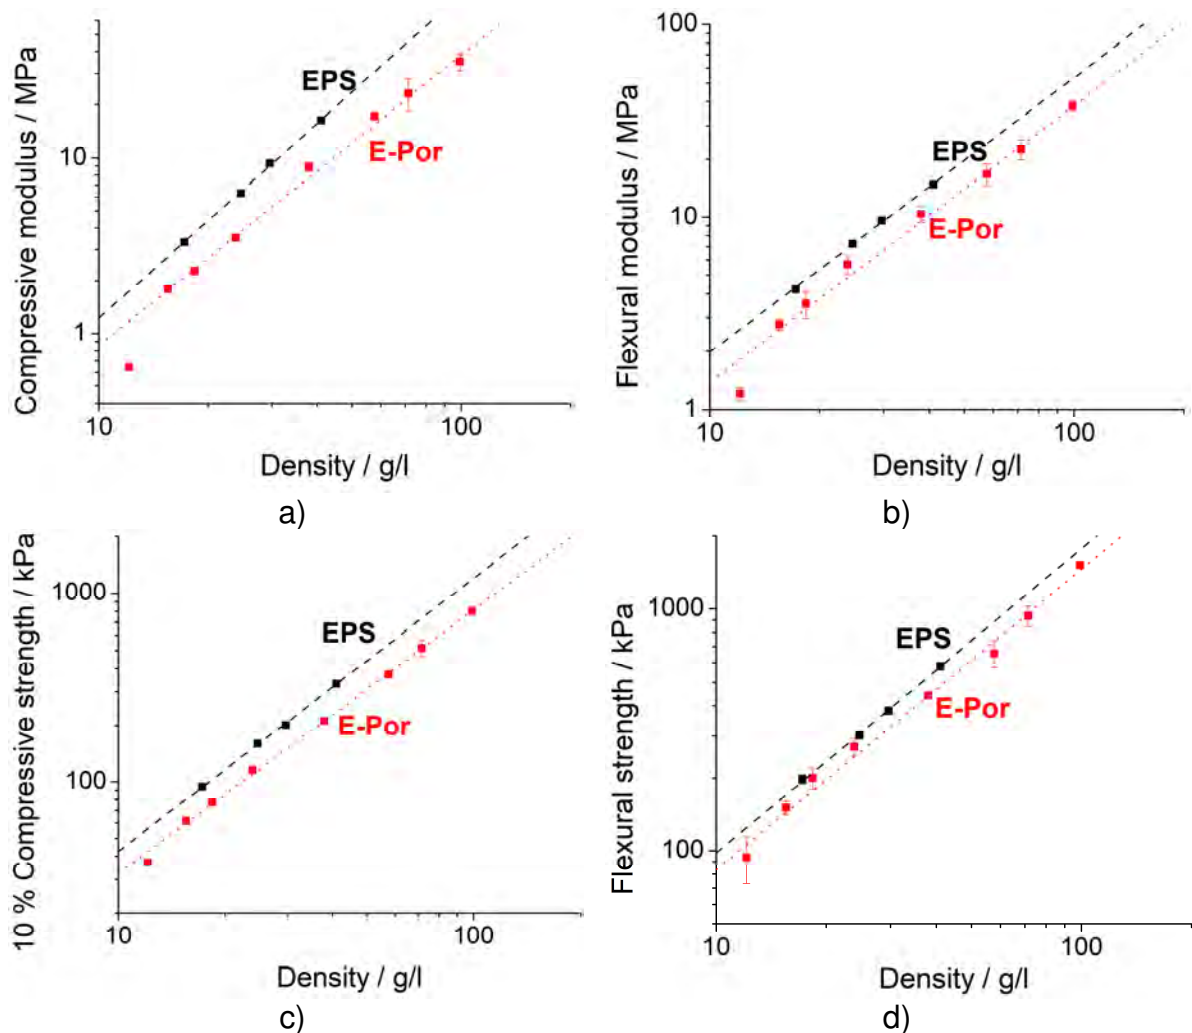 Compressive modulus / MPa
10
1
EPS
E-Por
10
100
Density / g/l
a)
Flexural modulus / MPa
100
10
1
EPS
E-Por
10
100
Density / g/l
b)
10 % Compressive strength / kPa
1000
100
EPS
E-Por
10
100
Density / g/l
c)
Flexural strength / kPa
1000
100
EPS
E-Por
10
100
Density / g/l
d)